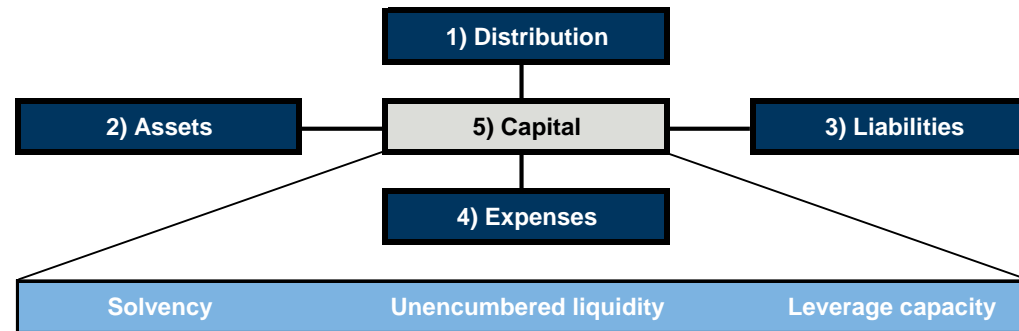 1) Distribution
2) Assets
5) Capital
3) Liabilities
4) Expenses
Solvency
Unencumbered liquidity
Leverage capacity